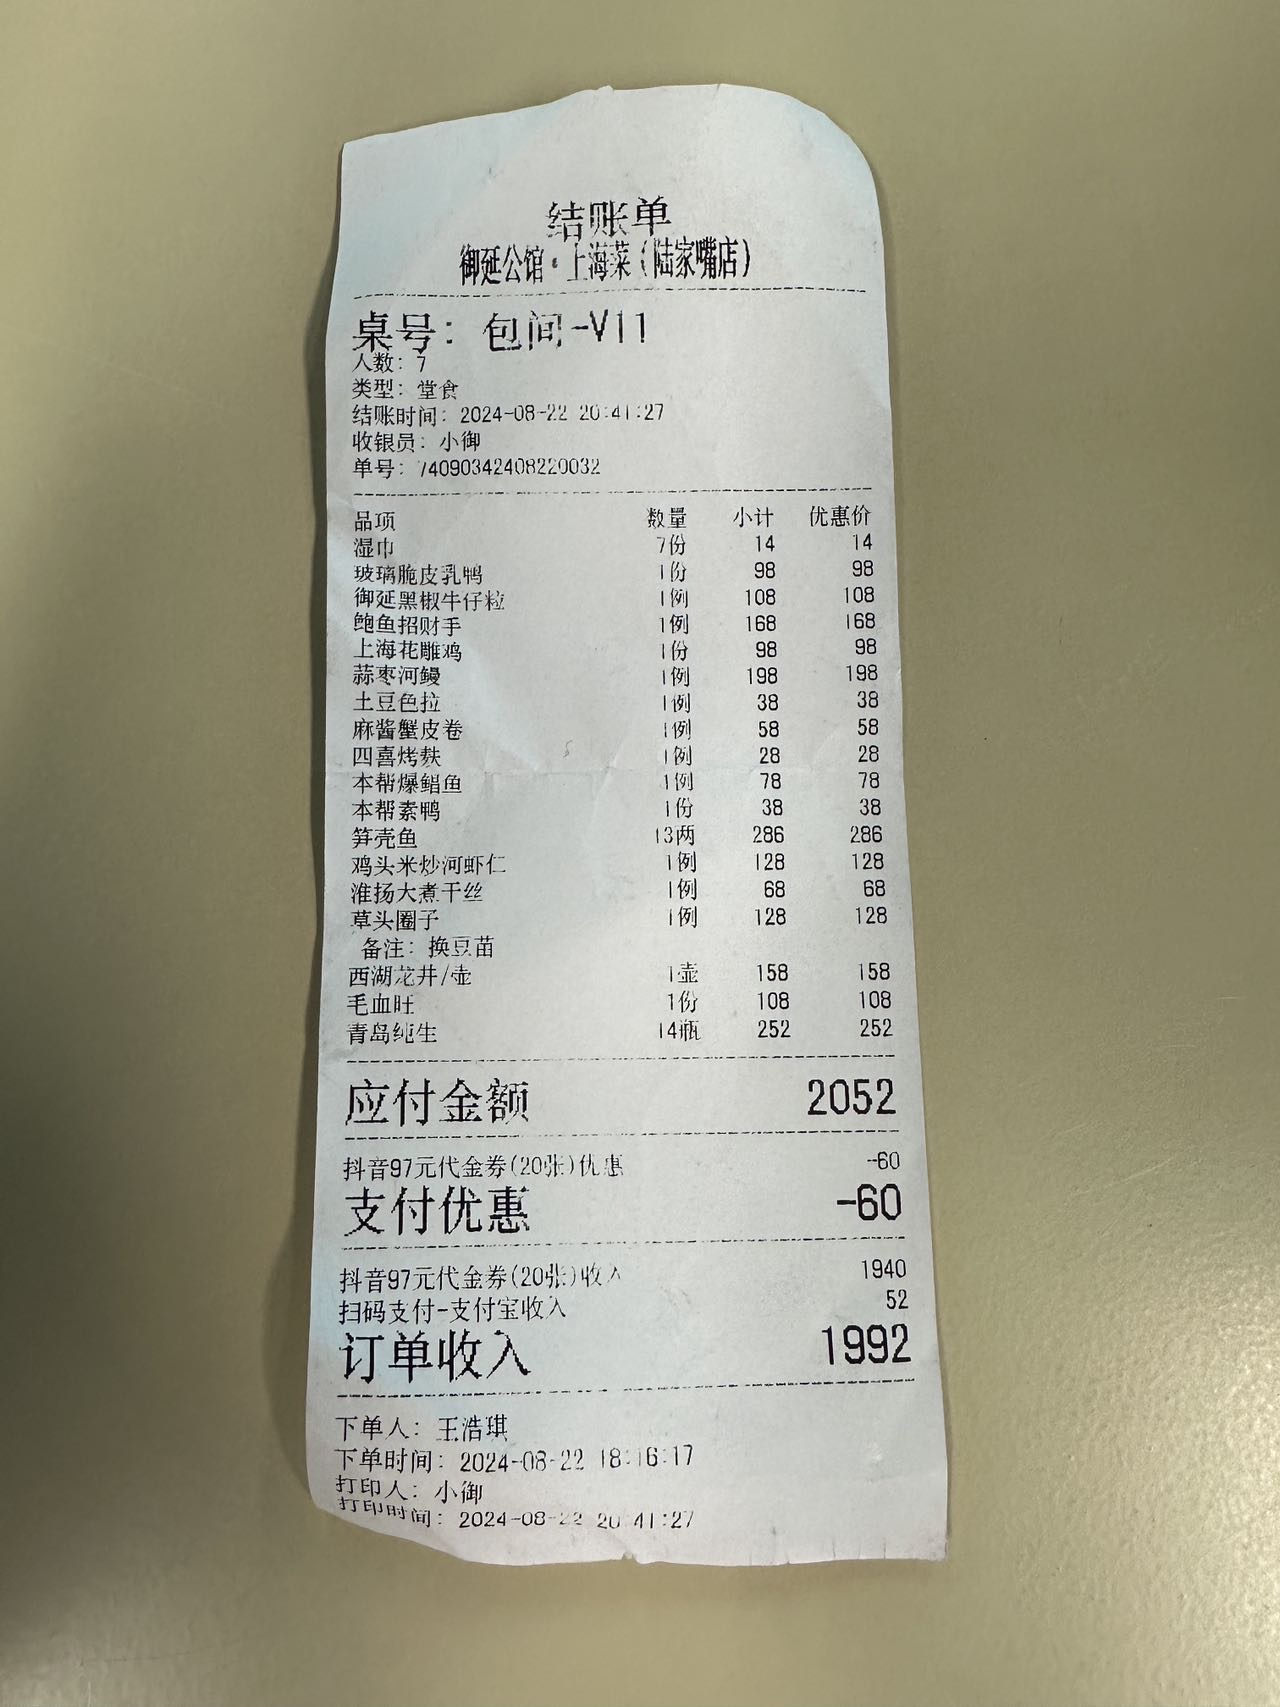 结账单
御延公馆·上海菜(陆家嘴店)
桌号: 包间-V11
人数: 7
类型: 堂食
结账时间: 2024-08-22 20:41:27
收银员: 小御
单号: 74090342408220032
品项 数量 小计 优惠价
湿巾 7份 14 14
玻璃脆皮乳鸭 1份 98 98
御延黑椒牛仔粒 1例 108 108
鲍鱼招财手 1例 168 168
上海花雕鸡 1份 98 98
蒜枣河鳗 1例 198 198
土豆色拉 1例 38 38
麻酱蟹皮卷 1例 58 58
四喜烤麸 1例 28 28
本帮爆鲳鱼 1例 78 78
本帮素鸭 1份 38 38
笋壳鱼 13两 286 286
鸡头米炒河虾仁 1例 128 128
淮扬大煮干丝 1例 68 68
草头圈子 1例 128 128
备注: 换豆苗
西湖龙井/壶 1壶 158 158
毛血旺 1份 108 108
青岛纯生 14瓶 252 252
应付金额 2052
抖音97元代金券(20张)优惠 -60
支付优惠 -60
抖音97元代金券(20张)收入 1940
扫码支付-支付宝收入 52
订单收入 1992
下单人: 王浩琪
下单时间: 2024-08-22 18:16:17
打印人: 小御
打印时间: 2024-08-22 20:41:27